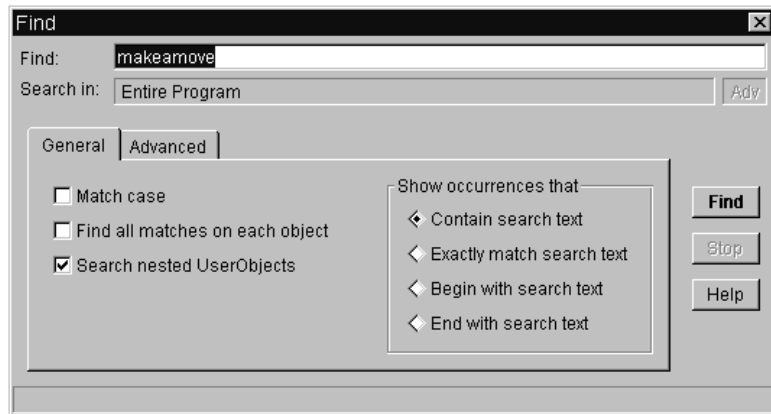 Find
Find: makeamove
Search in: Entire Program Adv
General Advanced
Match case
Find all matches on each object
Search nested UserObjects
Show occurrences that
Contain search text
Exactly match search text
Begin with search text
End with search text
Find
Stop
Help